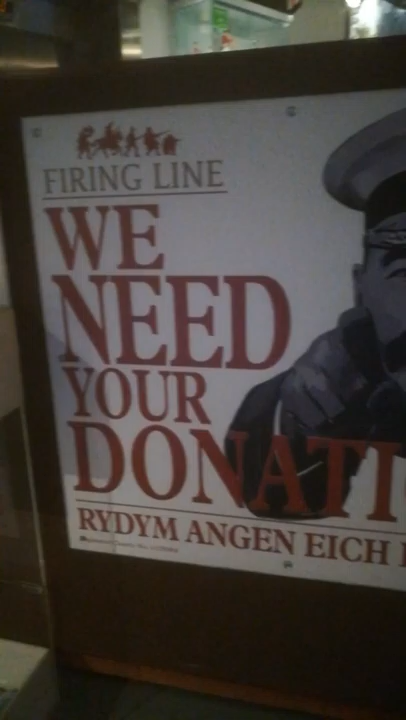 FIRING LINE
WE
NEED
YOUR
DONATI
RYDYM ANGEN EICH